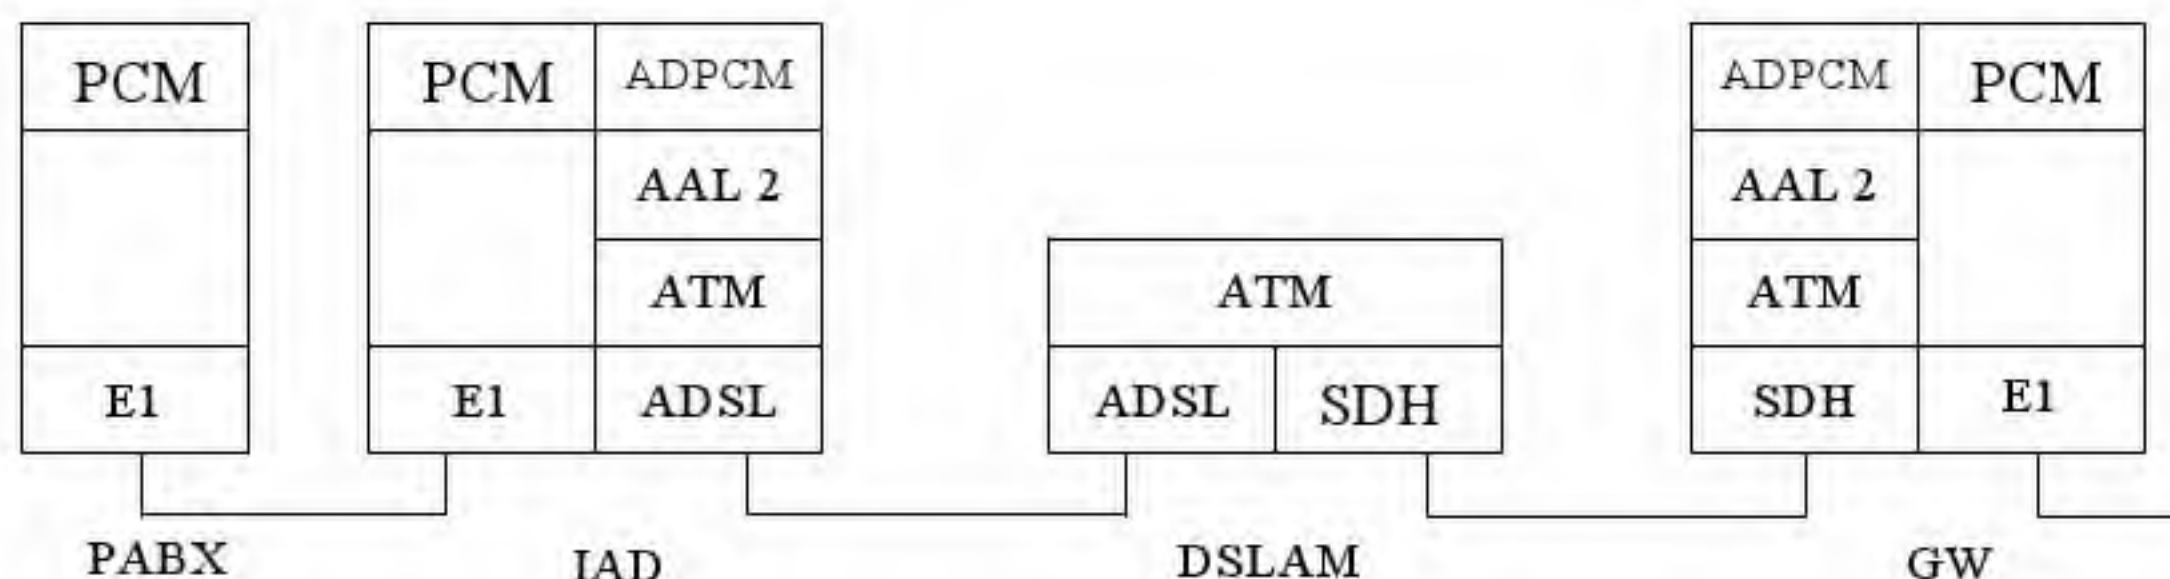 PCM PCM ADPCM ADPCM PCM
AAL 2 AAL 2
ATM ATM ATM
E1 E1 ADSL ADSL SDH SDH E1
PABX IAD DSLAM GW